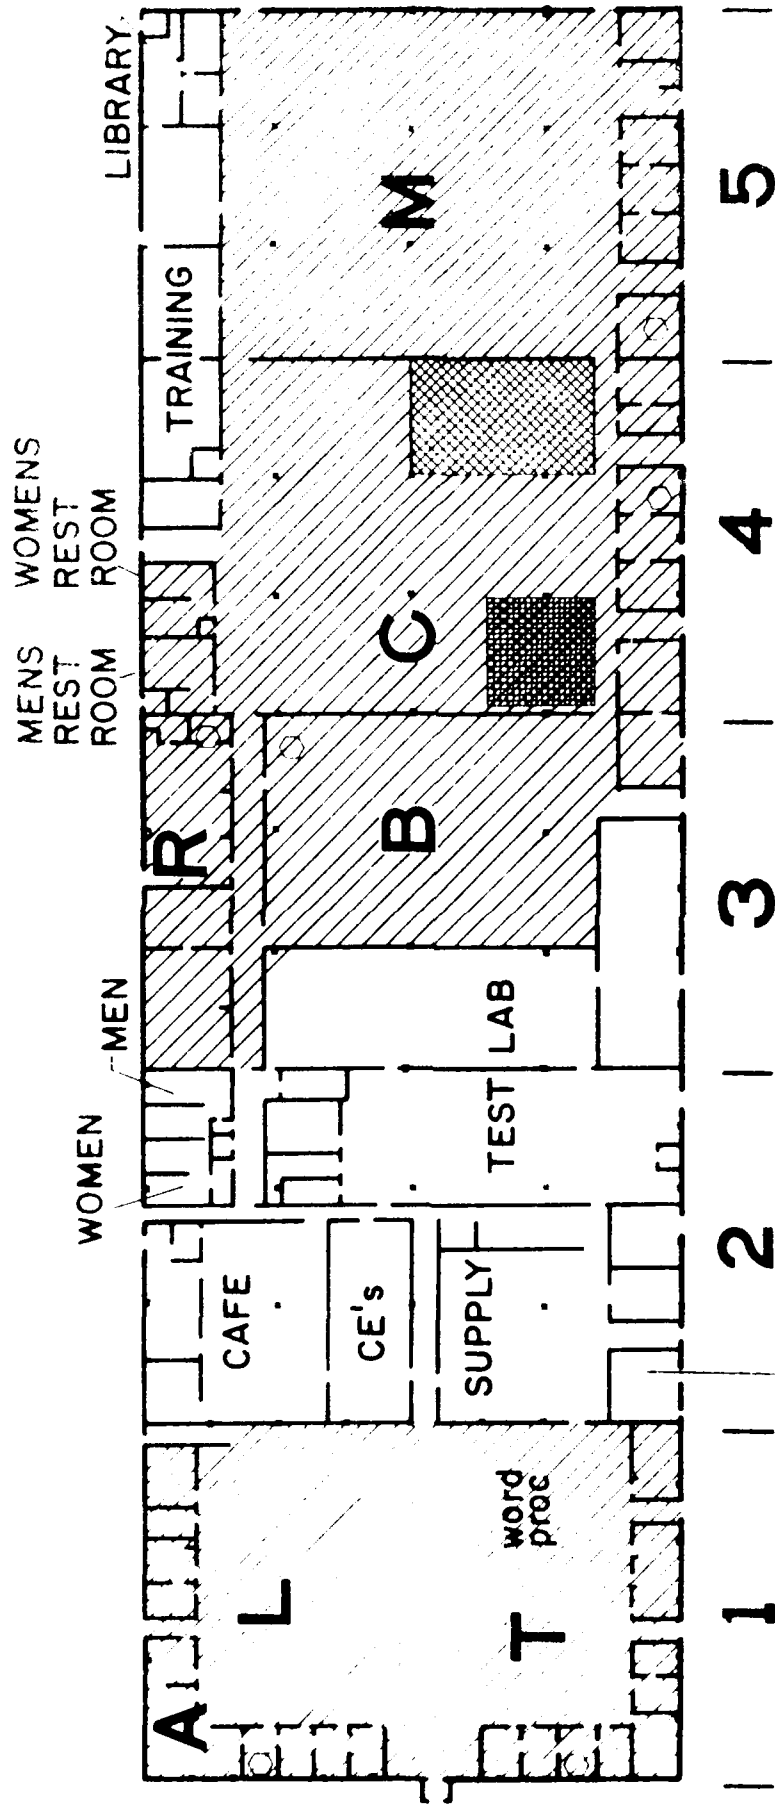 WOMEN
MEN
MENS
REST
ROOM
WOMENS
REST
ROOM
LIBRARY
A
R
TRAINING
L
CAFE
CE's
T
word
proc
SUPPLY
TEST LAB
B
C
M
1
2
3
4
5